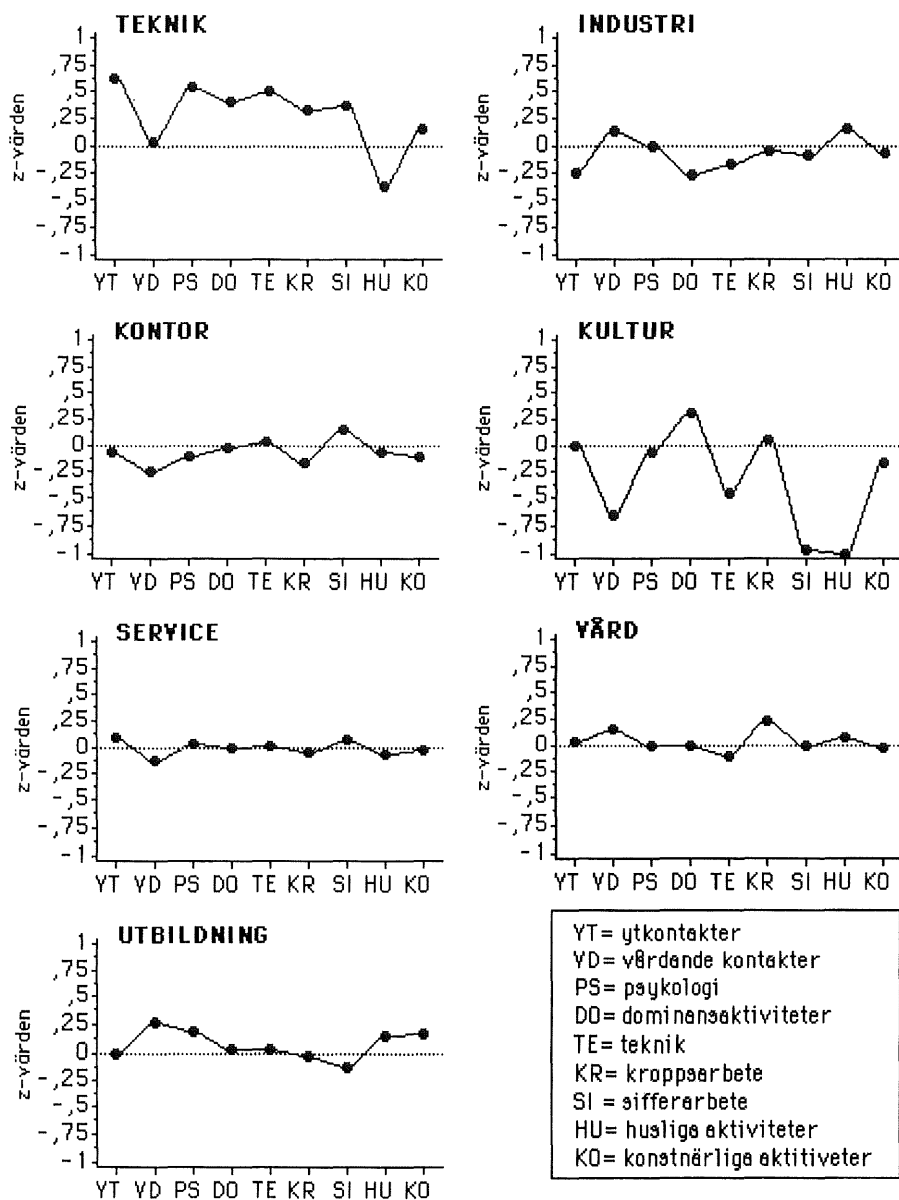 TEKNIK
z-värden
1
,75
,5
,25
0
-,25
-,5
-,75
-1
YT VD PS DO TE KR SI HU KO
INDUSTRI
z-värden
1
,75
,5
,25
0
-,25
-,5
-,75
-1
YT VD PS DO TE KR SI HU KO
KONTOR
z-värden
1
,75
,5
,25
0
-,25
-,5
-,75
-1
YT VD PS DO TE KR SI HU KO
KULTUR
z-värden
1
,75
,5
,25
0
-,25
-,5
-,75
-1
YT VD PS DO TE KR SI HU KO
SERVICE
z-värden
1
,75
,5
,25
0
-,25
-,5
-,75
-1
YT VD PS DO TE KR SI HU KO
VÅRD
z-värden
1
,75
,5
,25
0
-,25
-,5
-,75
-1
YT VD PS DO TE KR SI HU KO
UTBILDNING
z-värden
1
,75
,5
,25
0
-,25
-,5
-,75
-1
YT VD PS DO TE KR SI HU KO
YT= ytkontakter
VD= vårdande kontakter
PS= psykologi
DO= dominansaktiviteter
TE= teknik
KR= kroppsarbete
SI = sifferarbete
HU= husliga aktiviteter
KO= konstnärliga aktitiveter